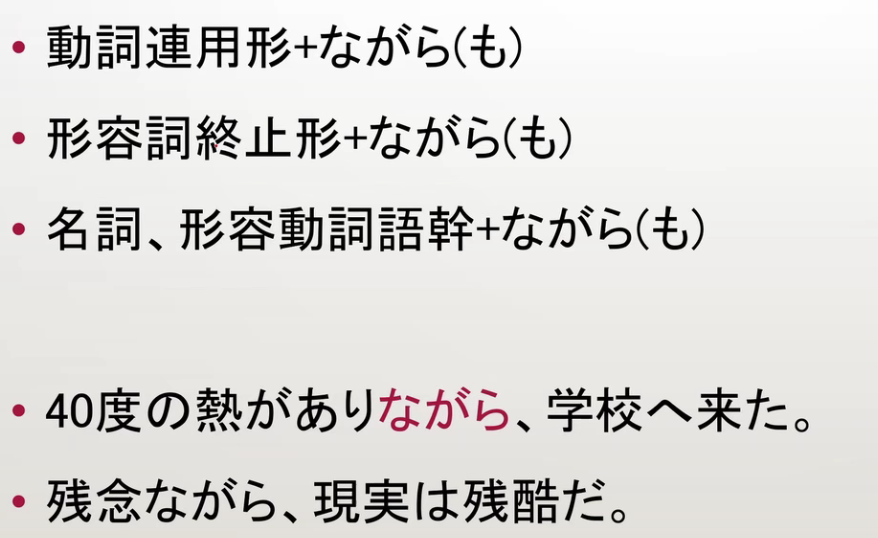 • 動詞連用形+ながら(も)
• 形容詞終止形+ながら(も)
• 名詞、形容動詞語幹+ながら(も)
• 40度の熱がありながら、学校へ来た。
• 残念ながら、現実は残酷だ。